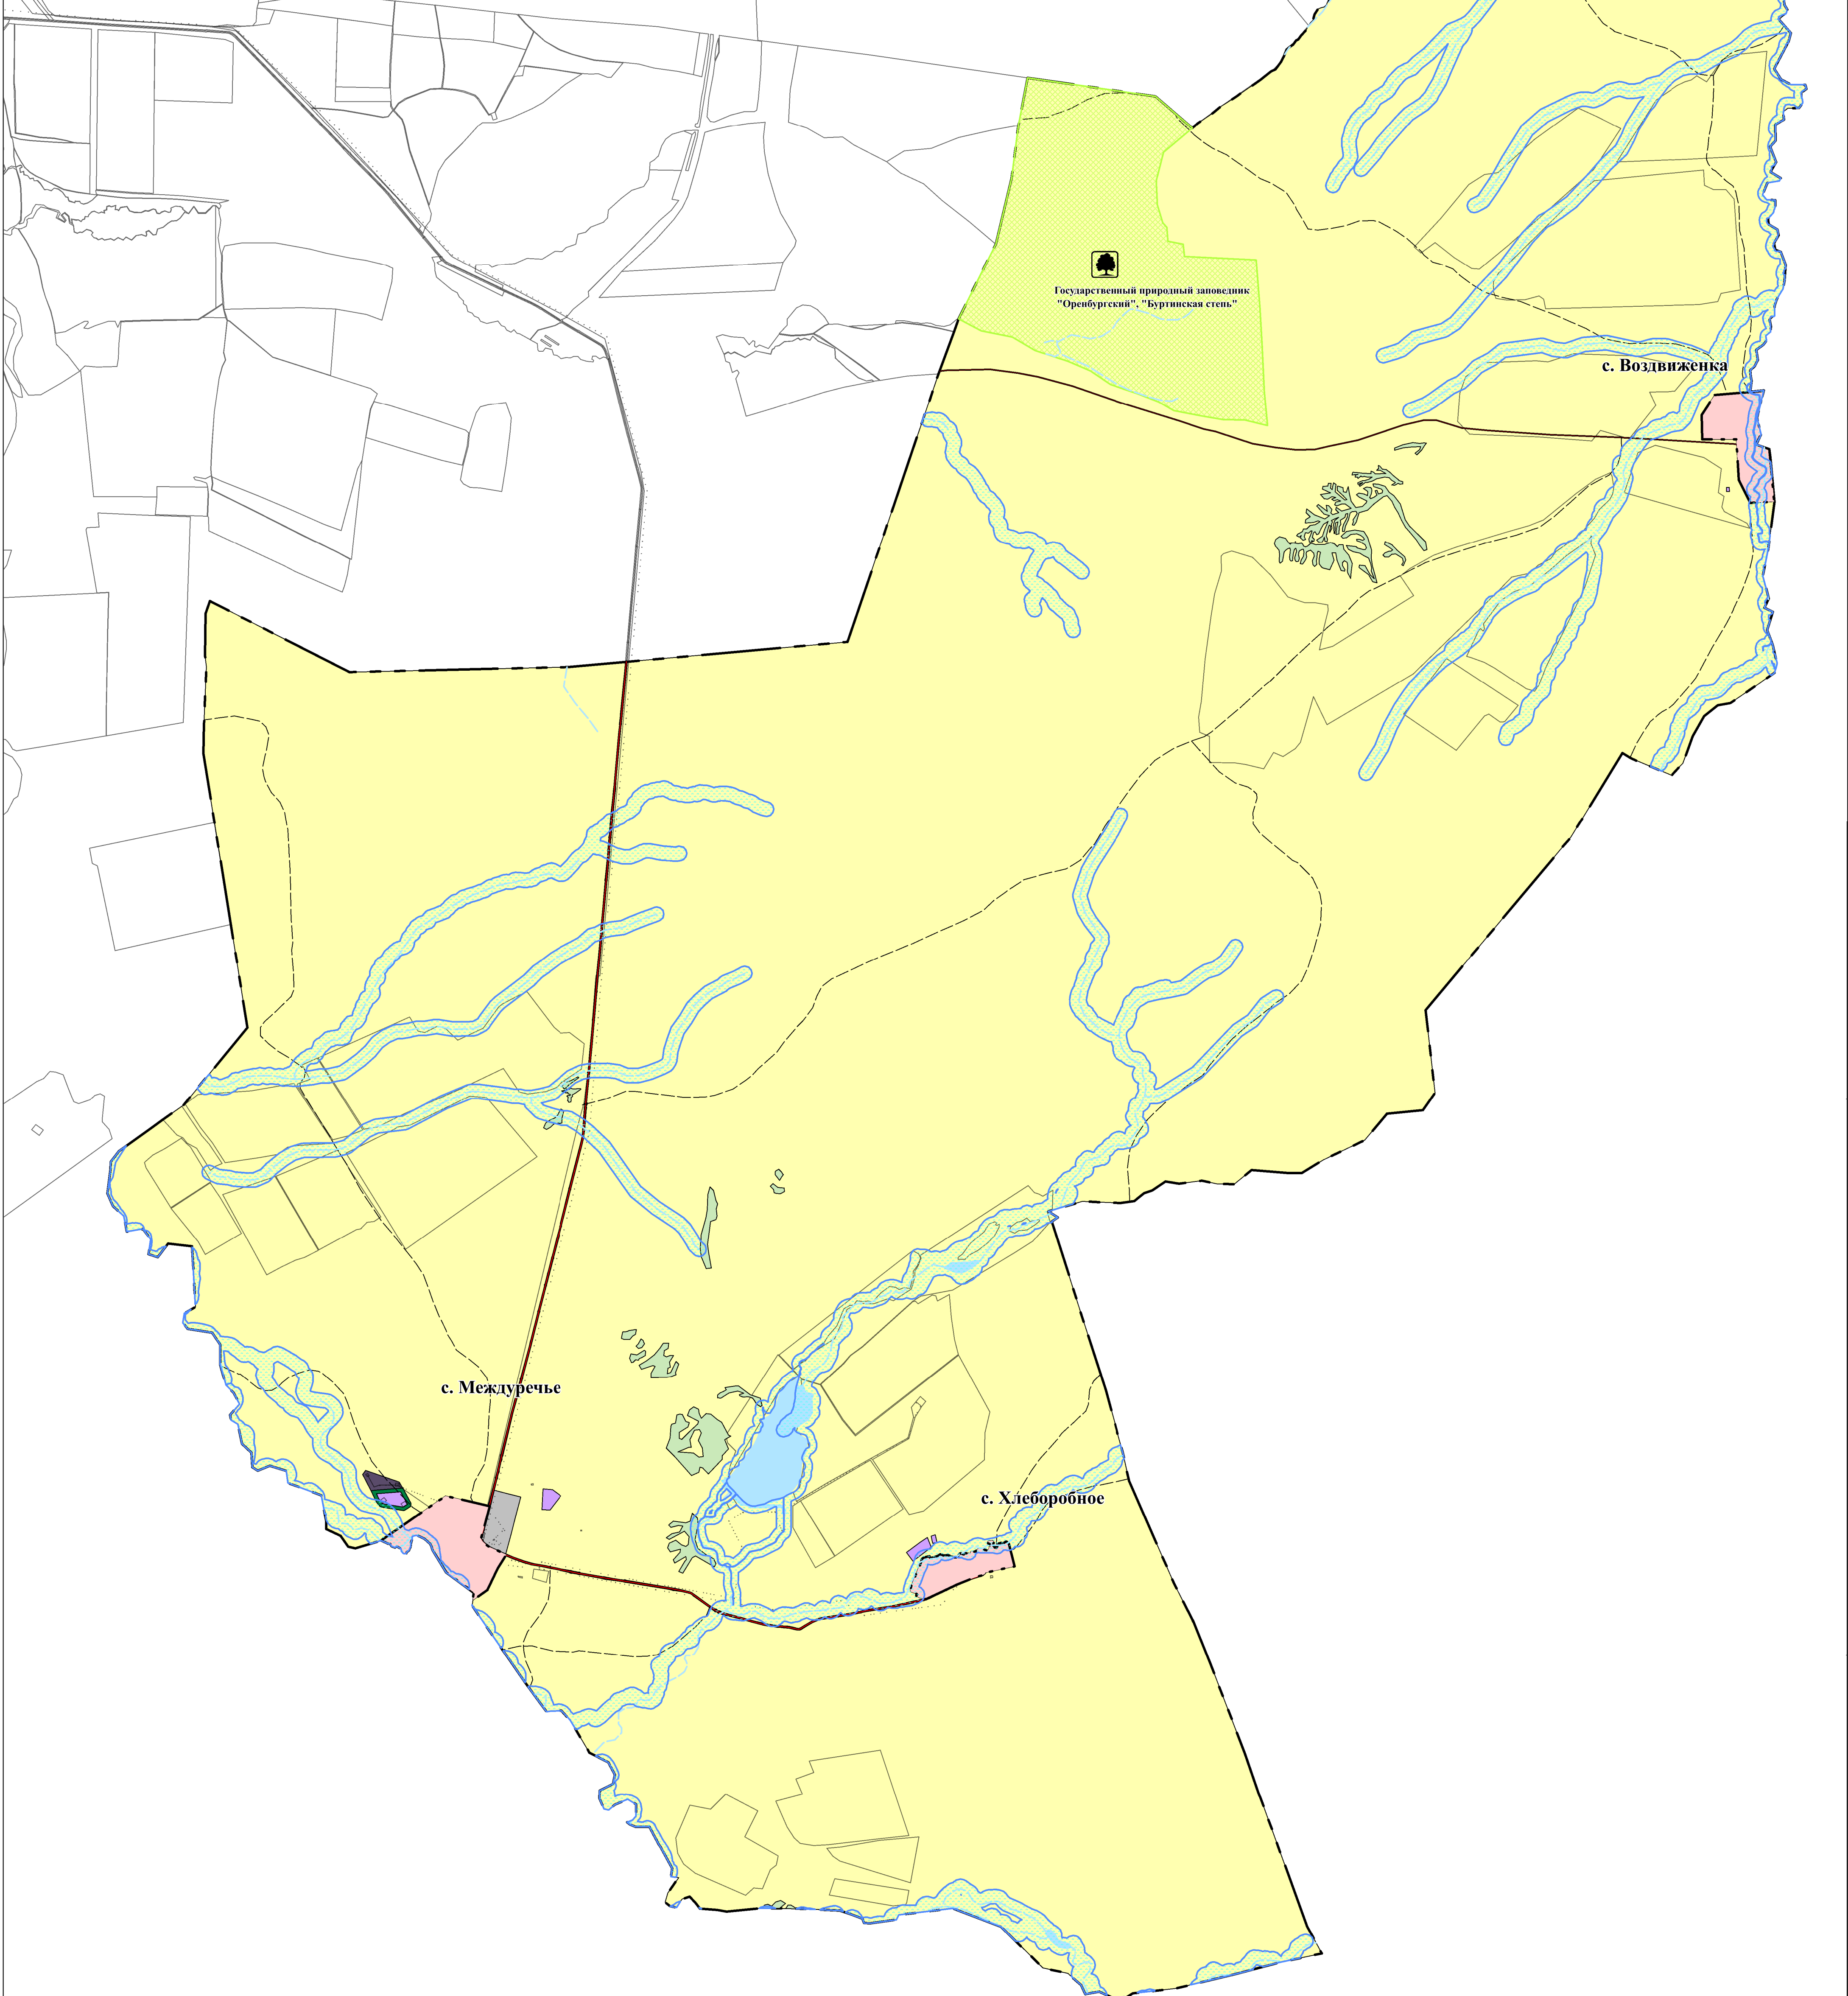 Государственный природный заповедник
"Оренбургский", "Буртинская степь"
с. Воздвиженка
с. Междуречье
с. Хлеборобное